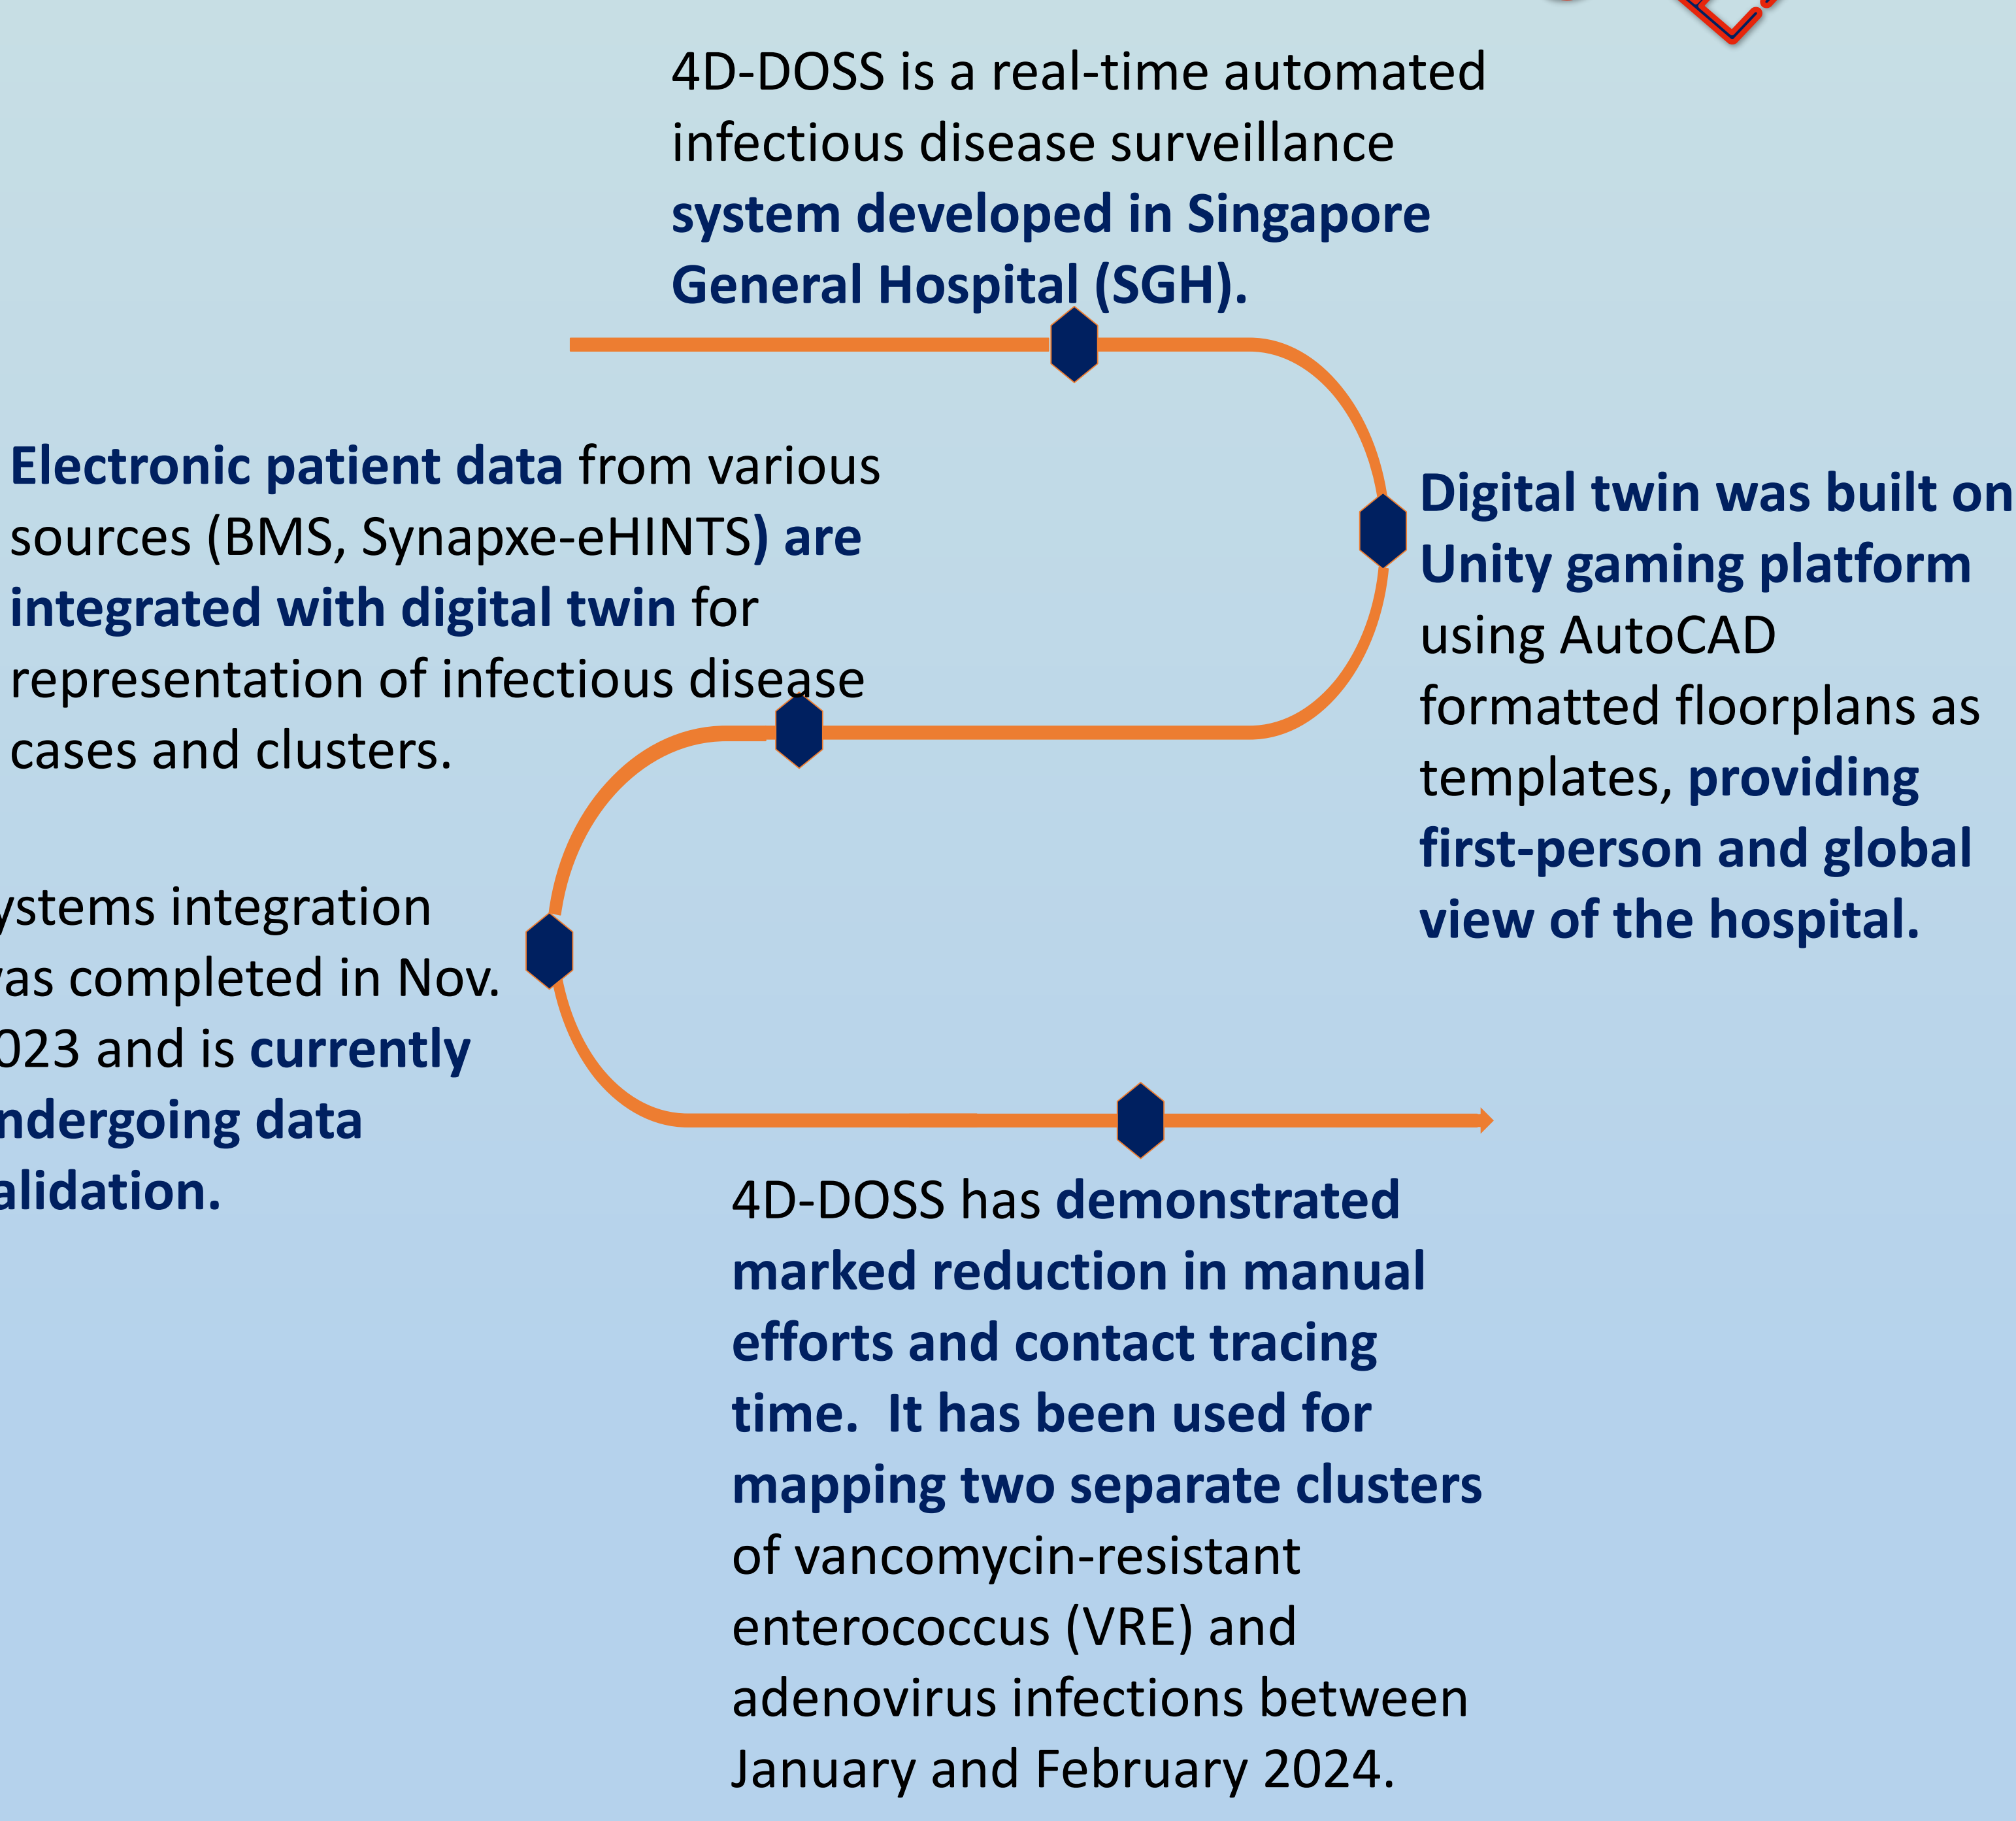 4D-DOSS is a real-time automated
infectious disease surveillance
system developed in Singapore
General Hospital (SGH).
Digital twin was built on
Unity gaming platform
using AutoCAD
formatted floorplans as
templates, providing
first-person and global
view of the hospital.
Electronic patient data from various
sources (BMS, Synapxe-eHINTS) are
integrated with digital twin for
representation of infectious disease
cases and clusters.
ystems integration
as completed in Nov.
023 and is currently
ndergoing data
alidation.
4D-DOSS has demonstrated
marked reduction in manual
efforts and contact tracing
time.  It has been used for
mapping two separate clusters
of vancomycin-resistant
enterococcus (VRE) and
adenovirus infections between
January and February 2024.